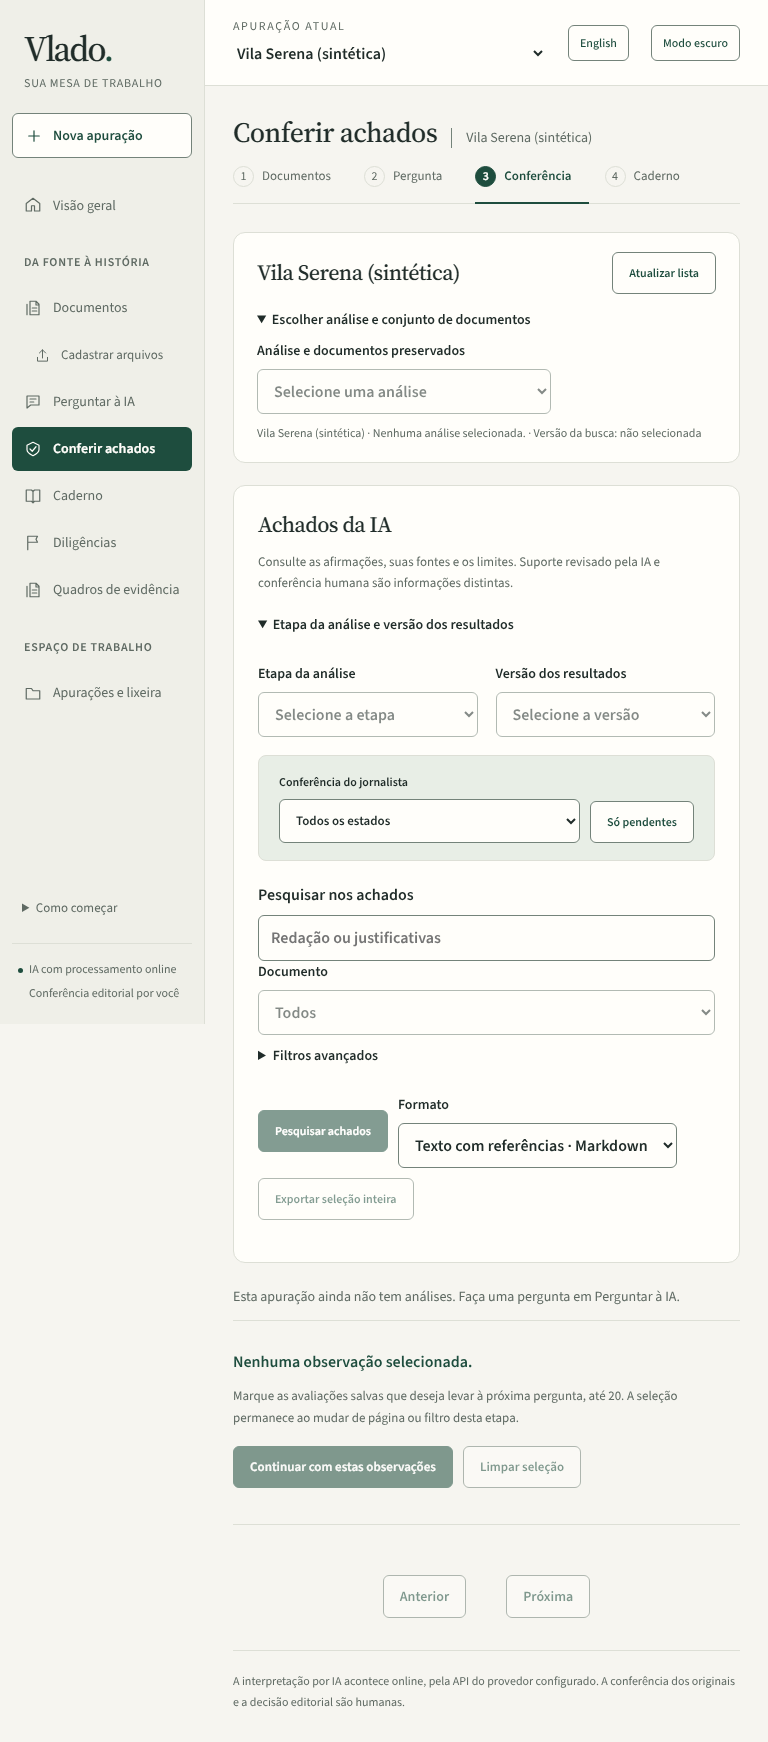 Vlado.
SUA MESA DE TRABALHO
Nova apuração
Visão geral
DA FONTE À HISTÓRIA
Documentos
Cadastrar arquivos
Perguntar à IA
Conferir achados
Caderno
Diligências
Quadros de evidência
ESPAÇO DE TRABALHO
Apurações e lixeira
Como começar
IA com processamento online
Conferência editorial por você
APURAÇÃO ATUAL
Vila Serena (sintética)
English
Modo escuro
Conferir achados
Vila Serena (sintética)
1 Documentos
2 Pergunta
3 Conferência
4 Caderno
Vila Serena (sintética)
Atualizar lista
Escolher análise e conjunto de documentos
Análise e documentos preservados
Selecione uma análise
Vila Serena (sintética) · Nenhuma análise selecionada. · Versão da busca: não selecionada
Achados da IA
Consulte as afirmações, suas fontes e os limites. Suporte revisado pela IA e
conferência humana são informações distintas.
Etapa da análise e versão dos resultados
Etapa da análise
Versão dos resultados
Selecione a etapa
Selecione a versão
Conferência do jornalista
Todos os estados
Só pendentes
Pesquisar nos achados
Redação ou justificativas
Documento
Todos
Filtros avançados
Formato
Pesquisar achados
Texto com referências · Markdown
Exportar seleção inteira
Esta apuração ainda não tem análises. Faça uma pergunta em Perguntar à IA.
Nenhuma observação selecionada.
Marque as avaliações salvas que deseja levar à próxima pergunta, até 20. A seleção
permanece ao mudar de página ou filtro desta etapa.
Continuar com estas observações
Limpar seleção
Anterior
Próxima
A interpretação por IA acontece online, pela API do provedor configurado. A conferência dos originais
e a decisão editorial são humanas.